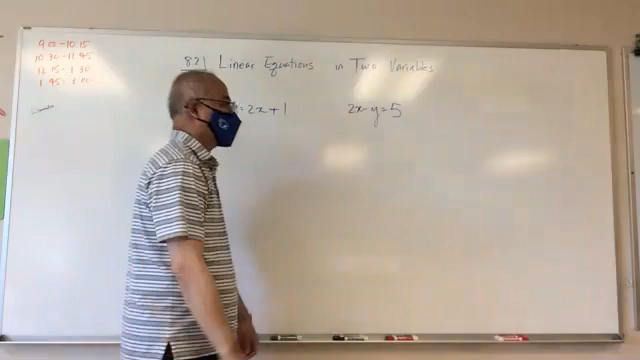 9 00 - 10 15
10 30 - 11 45
12 15 - 1 30
1 45 - 3 00
8.2 | Linear Equations in Two Variables
= 2x + 1
2x - y = 5